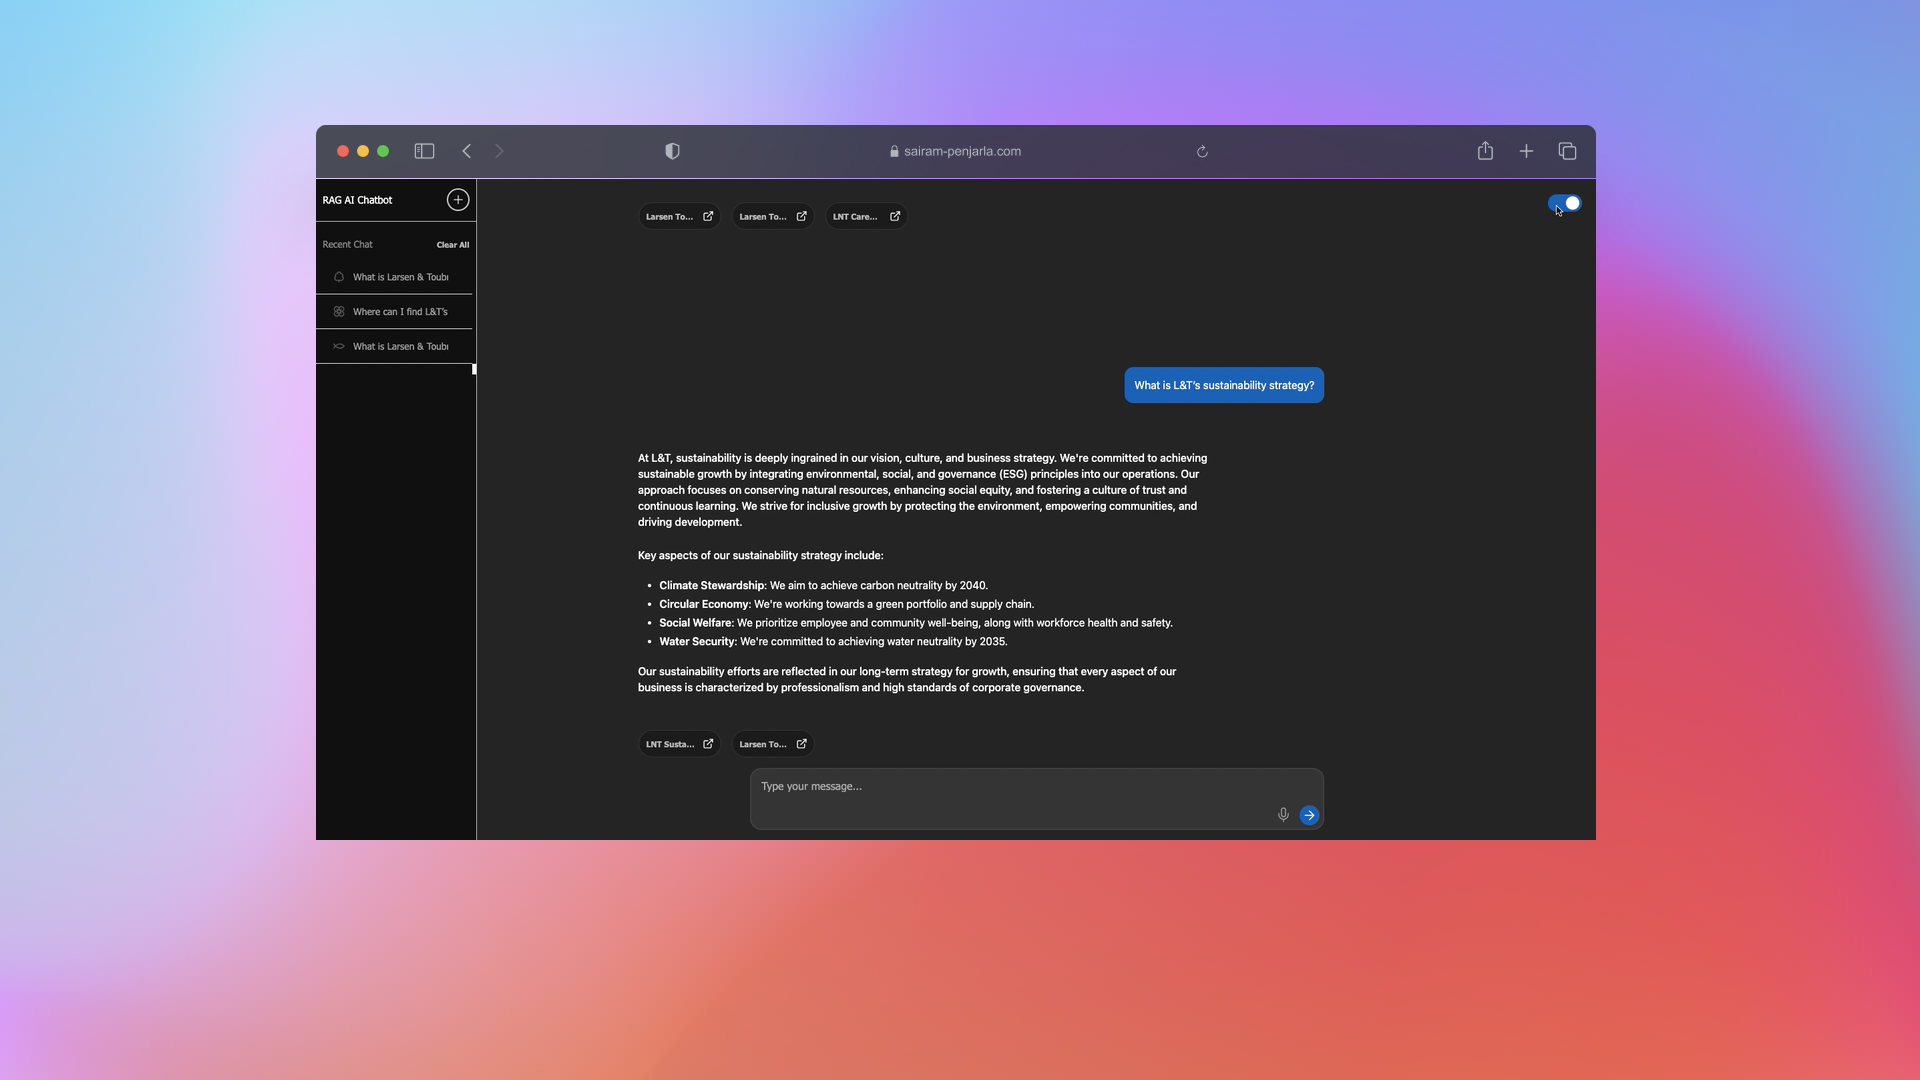 sairam-penjarla.com
RAG AI Chatbot
Recent Chat
Clear All
What is Larsen & Toubr
Where can I find L&T's
What is Larsen & Toubr
Larsen To...
Larsen To...
LNT Care...
What is L&T's sustainability strategy?
At L&T, sustainability is deeply ingrained in our vision, culture, and business strategy. We're committed to achieving
sustainable growth by integrating environmental, social, and governance (ESG) principles into our operations. Our
approach focuses on conserving natural resources, enhancing social equity, and fostering a culture of trust and
continuous learning. We strive for inclusive growth by protecting the environment, empowering communities, and
driving development.
Key aspects of our sustainability strategy include:
• Climate Stewardship: We aim to achieve carbon neutrality by 2040.
• Circular Economy: We're working towards a green portfolio and supply chain.
• Social Welfare: We prioritize employee and community well-being, along with workforce health and safety.
• Water Security: We're committed to achieving water neutrality by 2035.
Our sustainability efforts are reflected in our long-term strategy for growth, ensuring that every aspect of our
business is characterized by professionalism and high standards of corporate governance.
LNT Susta...
Larsen To...
Type your message...